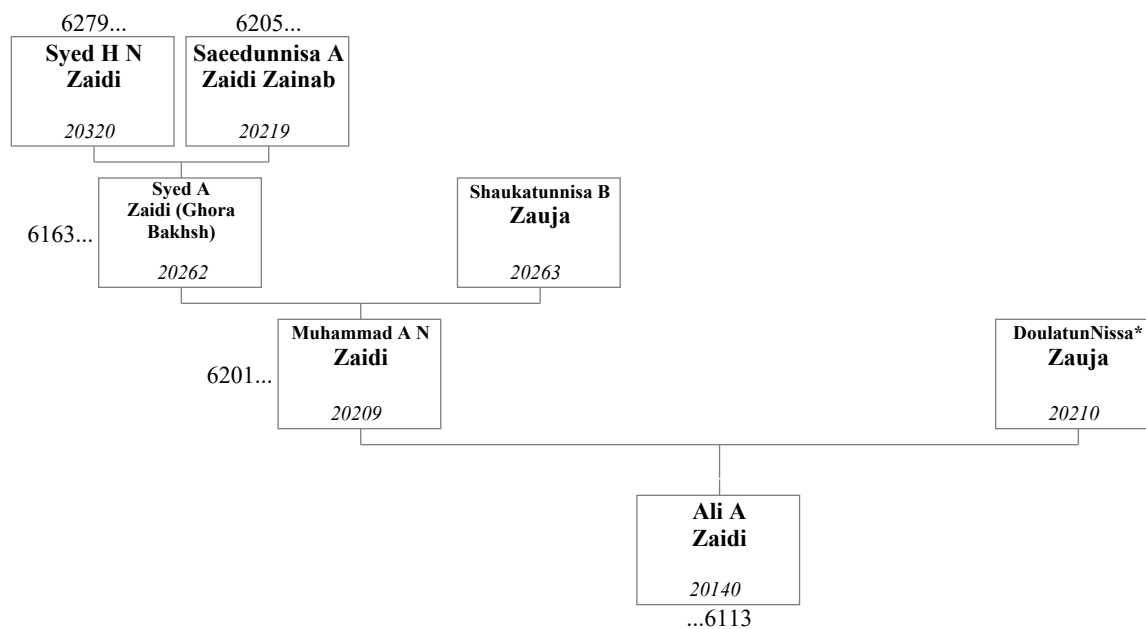 6279...
6205...
Syed H N
Zaidi
20320
Saeedunnisa A
Zaidi Zainab
20219
6163...
Syed A
Zaidi (Ghora
Bakhsh)
20262
Shaukatunnisa B
Zauja
20263
6201...
Muhammad A N
Zaidi
20209
DoulatunNissa*
Zauja
20210
Ali A
Zaidi
20140
...6113